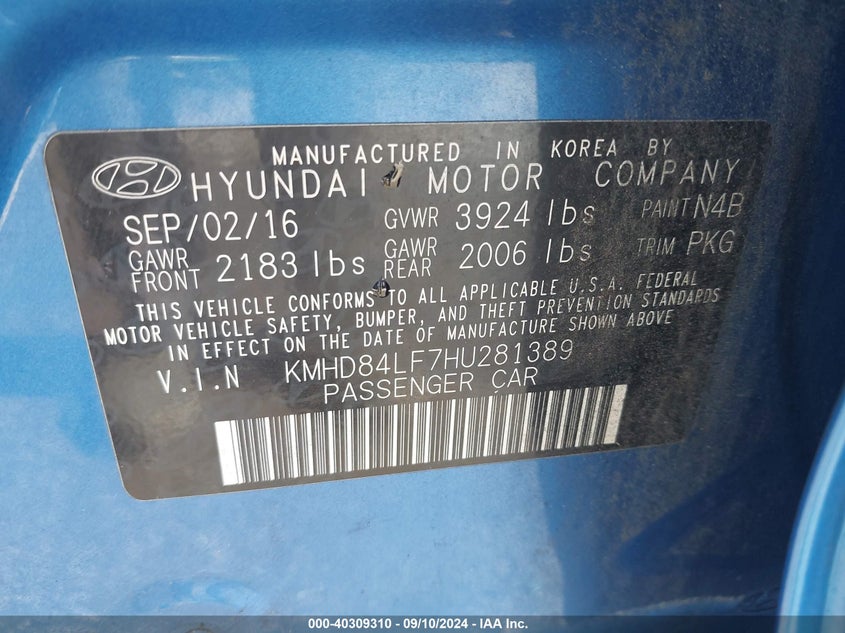 MANUFACTURED IN KOREA BY
HYUNDAI MOTOR COMPANY
SEP/02/16 GVWR 3924 lbs PAINT N4B
GAWR FRONT 2183 lbs GAWR REAR 2006 lbs TRIM PKG
THIS VEHICLE CONFORMS TO ALL APPLICABLE U.S.A. FEDERAL
MOTOR VEHICLE SAFETY, BUMPER, AND THEFT PREVENTION STANDARDS
IN EFFECT ON THE DATE OF MANUFACTURE SHOWN ABOVE
V.I.N KMHD84LF7HU281389
PASSENGER CAR
000-40309310 - 09/10/2024 - IAA Inc.